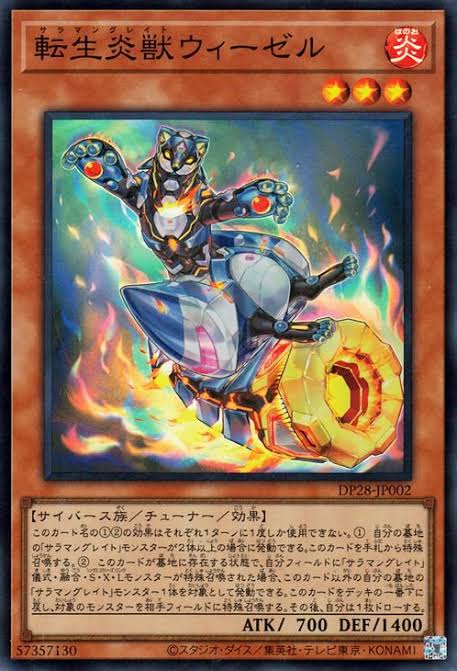 サラマングレイト
転生炎獣ウィーゼル
ほのお
炎
DP28-JP002
【サイバース族／チューナー／効果】
このカード名の①②の効果はそれぞれ1ターンに1度しか使用できない。① 自分の墓地
の「サラマングレイト」モンスターが2体以上の場合に発動できる。このカードを手札から特殊
召喚する。② このカードが墓地に存在する状態で、自分フィールドに「サラマングレイト」
儀式・融合・S・X・Lモンスターが特殊召喚された場合、このカード以外の自分の墓地の
「サラマングレイト」モンスター1体を対象として発動できる。このカードをデッキの一番下に
戻し、対象のモンスターを相手フィールドに特殊召喚する。その後、自分は1枚ドローする。
ATK/ 700 DEF/1400
57357130
©スタジオ・ダイス/集英社・テレビ東京・KONAMI